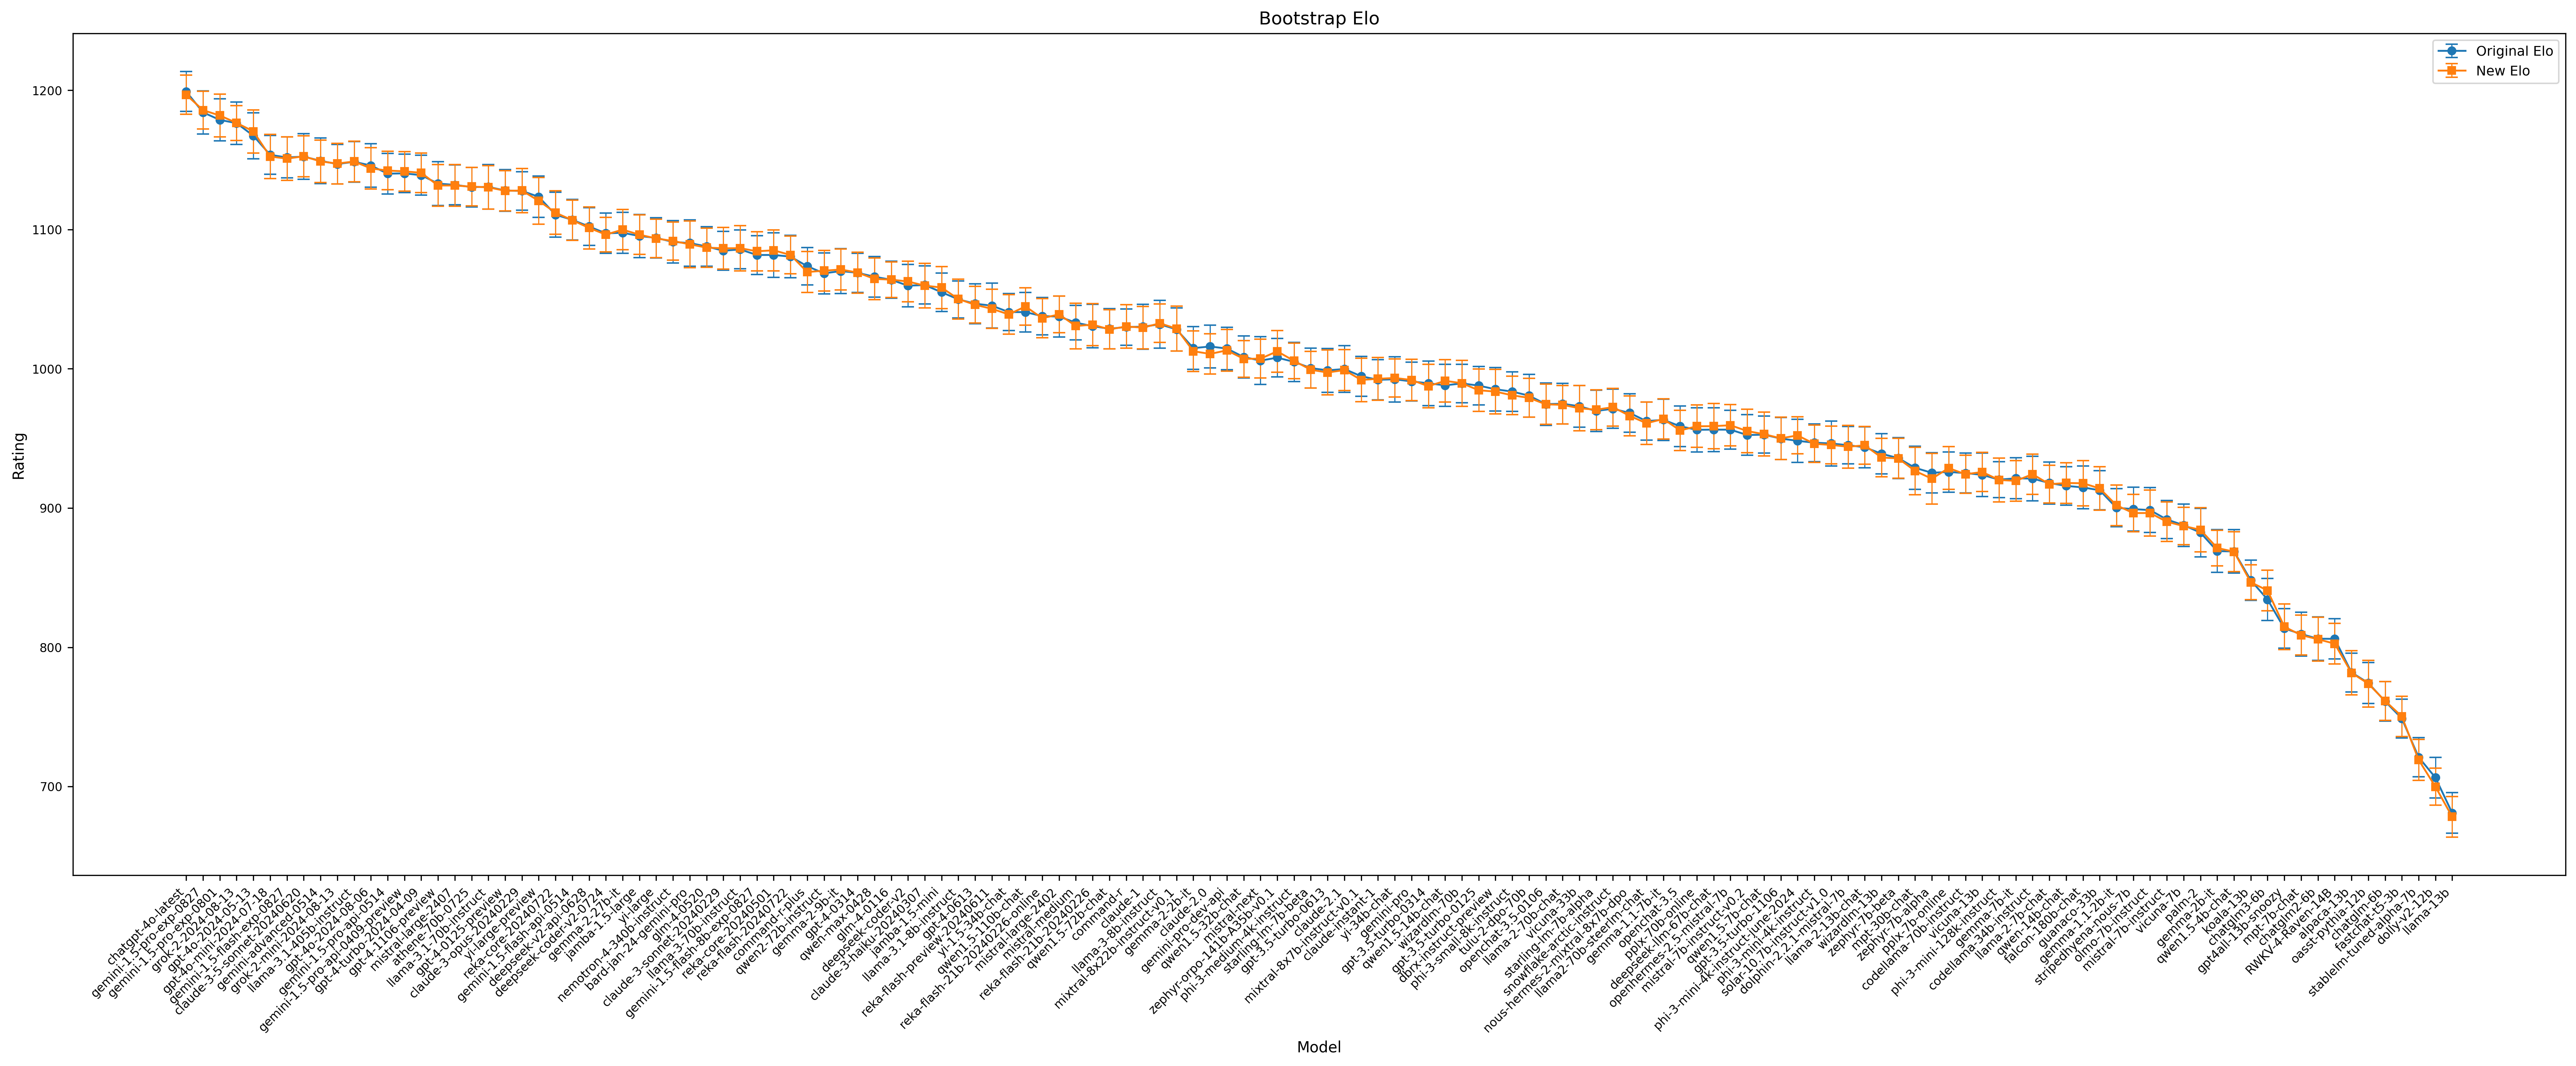 Bootstrap Elo
Original Elo
New Elo
Rating
1200
1100
1000
900
800
700
chatgpt-4o-latest
gemini-1.5-pro-exp-0827
gemini-1.5-pro-exp-0801
grok-2-2024-08-13
gpt-4o-2024-05-13
gpt-4o-mini-2024-07-18
gemini-1.5-flash-exp-0827
claude-3-5-sonnet-20240620
gemini-advanced-0514
grok-2-mini-2024-08-13
llama-3.1-405b-instruct
gpt-4o-2024-08-06
gemini-1.5-pro-api-0514
gemini-1.5-pro-api-0409-preview
gpt-4-turbo-2024-04-09
gpt-4-1106-preview
mistral-large-2407
athene-70b-0725
llama-3.1-70b-instruct
gpt-4-0125-preview
claude-3-opus-20240229
yi-large-preview
reka-core-20240722
gemini-1.5-flash-api-0514
deepseek-v2-api-0628
deepseek-coder-v2-0724
gemma-2-27b-it
jamba-1.5-large
yi-large
nemotron-4-340b-instruct
bard-jan-24-gemini-pro
glm-4-0520
claude-3-sonnet-20240229
llama-3-70b-instruct
gemini-1.5-flash-8b-exp-0827
reka-core-20240501
reka-flash-20240722
command-r-plus
qwen2-72b-instruct
gemma-2-9b-it
gpt-4-0314
qwen-max-0428
glm-4-0116
deepseek-coder-v2
claude-3-haiku-20240307
jamba-1.5-mini
llama-3.1-8b-instruct
gpt-4-0613
reka-flash-preview-20240611
yi-1.5-34b-chat
qwen1.5-110b-chat
reka-flash-21b-20240226-online
mistral-large-2402
mistral-medium
reka-flash-21b-20240226
qwen1.5-72b-chat
command-r
claude-1
llama-3-8b-instruct
mixtral-8x22b-instruct-v0.1
gemma-2-2b-it
claude-2.0
gemini-pro-dev-api
qwen1.5-32b-chat
mistral-next
zephyr-orpo-141b-A35b-v0.1
phi-3-medium-4k-instruct
starling-lm-7b-beta
gpt-3.5-turbo-0613
claude-2.1
mixtral-8x7b-instruct-v0.1
claude-instant-1
yi-34b-chat
gemini-pro
gpt-3.5-turbo-0314
qwen1.5-14b-chat
wizardlm-70b
gpt-3.5-turbo-0125
dbrx-instruct-preview
phi-3-small-8k-instruct
tulu-2-dpo-70b
openchat-3.5-0106
llama-2-70b-chat
vicuna-33b
starling-lm-7b-alpha
snowflake-arctic-instruct
nous-hermes-2-mixtral-8x7b-dpo
llama2-70b-steerlm-chat
gemma-1.1-7b-it
openchat-3.5
pplx-70b-online
deepseek-llm-67b-chat
openhermes-2.5-mistral-7b
mistral-7b-instruct-v0.2
qwen1.5-7b-chat
gpt-3.5-turbo-1106
phi-3-mini-4k-instruct-june-2024
phi-3-mini-4k-instruct
solar-10.7b-instruct-v1.0
dolphin-2.2.1-mistral-7b
llama-2-13b-chat
wizardlm-13b
zephyr-7b-beta
mpt-30b-chat
zephyr-7b-alpha
pplx-7b-online
codellama-70b-instruct
vicuna-13b
phi-3-mini-128k-instruct
gemma-7b-it
codellama-34b-instruct
llama-2-7b-chat
qwen-14b-chat
falcon-180b-chat
guanaco-33b
gemma-1.1-2b-it
stripedhyena-nous-7b
olmo-7b-instruct
mistral-7b-instruct
vicuna-7b
palm-2
gemma-2b-it
qwen1.5-4b-chat
koala-13b
chatglm3-6b
gpt4all-13b-snoozy
mpt-7b-chat
chatglm2-6b
RWKV-4-Raven-14B
alpaca-13b
oasst-pythia-12b
chatglm-6b
fastchat-t5-3b
stablelm-tuned-alpha-7b
dolly-v2-12b
llama-13b
Model